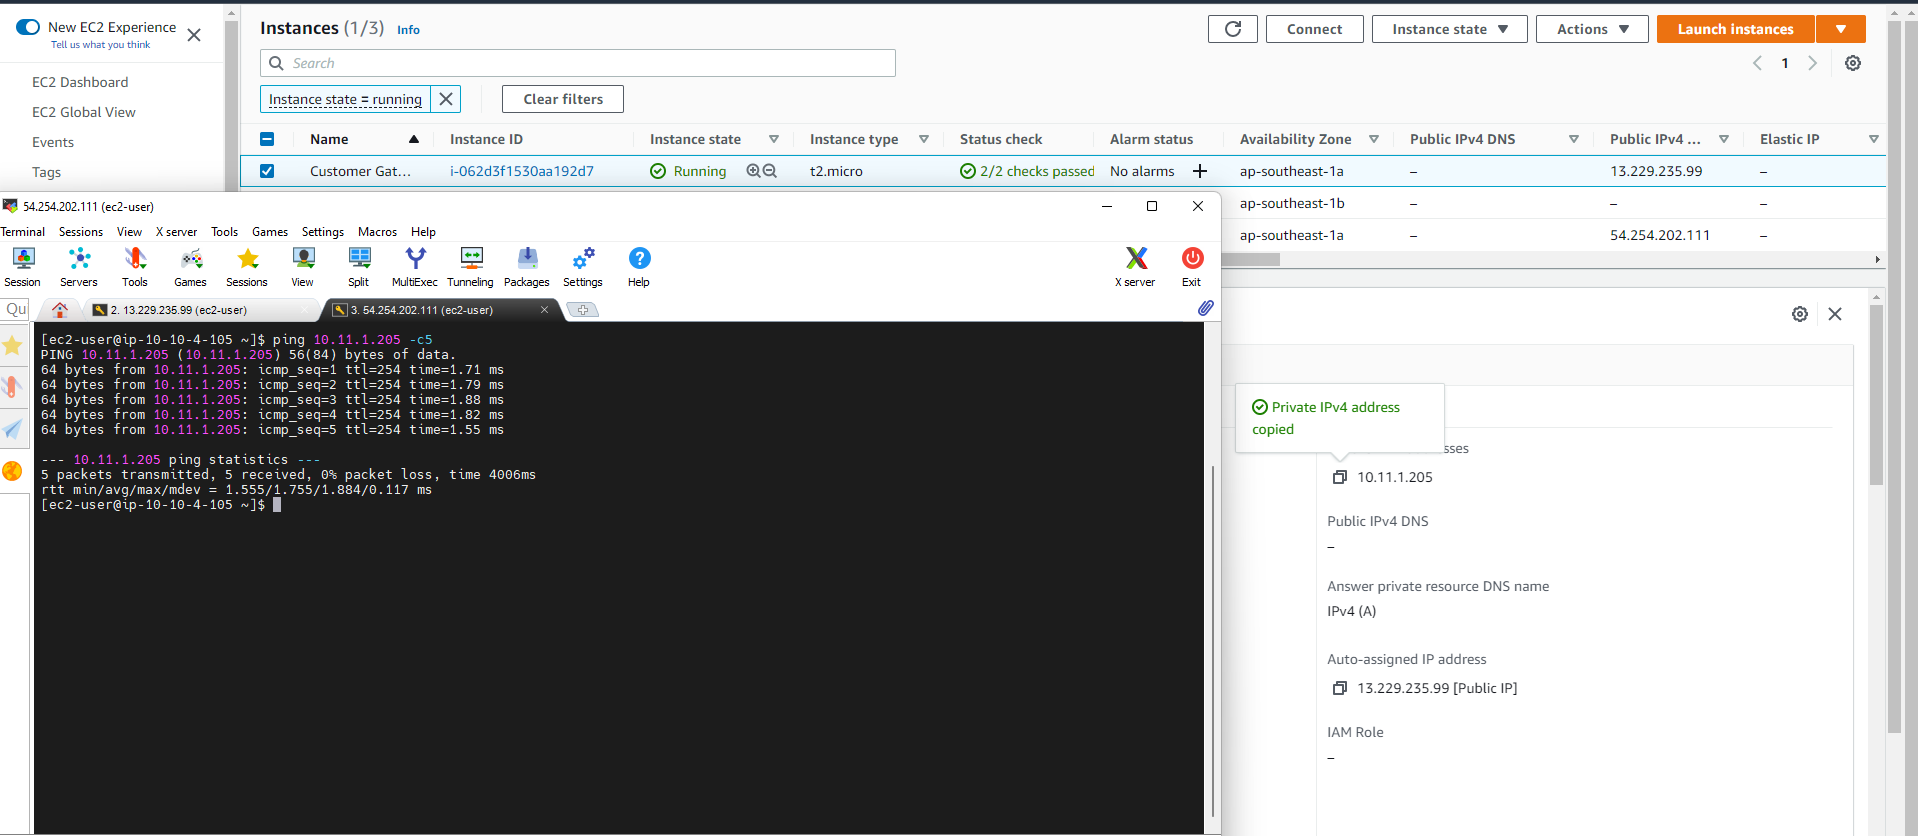 New EC2 Experience
Tell us what you think
EC2 Dashboard
EC2 Global View
Events
Tags
Instances (1/3) Info
Connect
Instance state
Actions
Launch instances
Search
1
Instance state = running
Clear filters
Name Instance ID Instance state Instance type Status check Alarm status Availability Zone Public IPv4 DNS Public IPv4 ... Elastic IP
Customer Gat... i-062d3f1530aa192d7 Running t2.micro 2/2 checks passed No alarms + ap-southeast-1a – 13.229.235.99 –
ap-southeast-1b – – –
ap-southeast-1a – 54.254.202.111 –
54.254.202.111 (ec2-user)
Terminal Sessions View X server Tools Games Settings Macros Help
Session Servers Tools Games Sessions View Split MultiExec Tunneling Packages Settings Help X server Exit
Qu
2. 13.229.235.99 (ec2-user)
3. 54.254.202.111 (ec2-user)
[ec2-user@ip-10-10-4-105 ~]$ ping 10.11.1.205 -c5
PING 10.11.1.205 (10.11.1.205) 56(84) bytes of data.
64 bytes from 10.11.1.205: icmp_seq=1 ttl=254 time=1.71 ms
64 bytes from 10.11.1.205: icmp_seq=2 ttl=254 time=1.79 ms
64 bytes from 10.11.1.205: icmp_seq=3 ttl=254 time=1.88 ms
64 bytes from 10.11.1.205: icmp_seq=4 ttl=254 time=1.82 ms
64 bytes from 10.11.1.205: icmp_seq=5 ttl=254 time=1.55 ms
--- 10.11.1.205 ping statistics ---
5 packets transmitted, 5 received, 0% packet loss, time 4006ms
rtt min/avg/max/mdev = 1.555/1.755/1.884/0.117 ms
[ec2-user@ip-10-10-4-105 ~]$
Private IPv4 address
copied
sses
10.11.1.205
Public IPv4 DNS
–
Answer private resource DNS name
IPv4 (A)
Auto-assigned IP address
13.229.235.99 [Public IP]
IAM Role
–